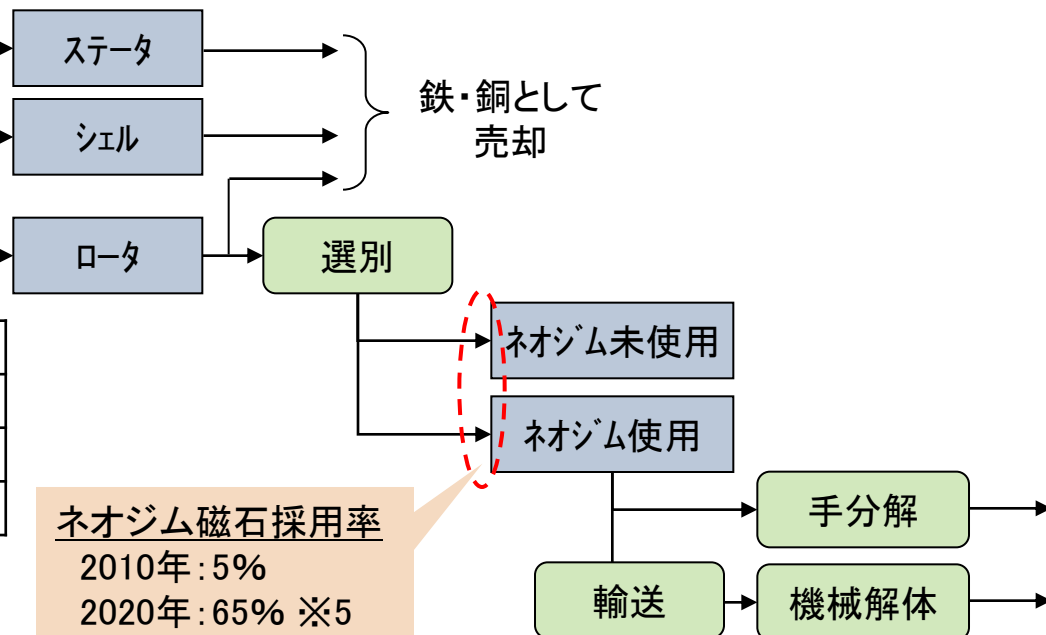 ステータ
シェル
ロータ
鉄・銅として
売却
選別
ネオジム未使用
ネオジム使用
ネオジム磁石採用率
2010年:5%
2020年:65% ※5
手分解
輸送
機械解体